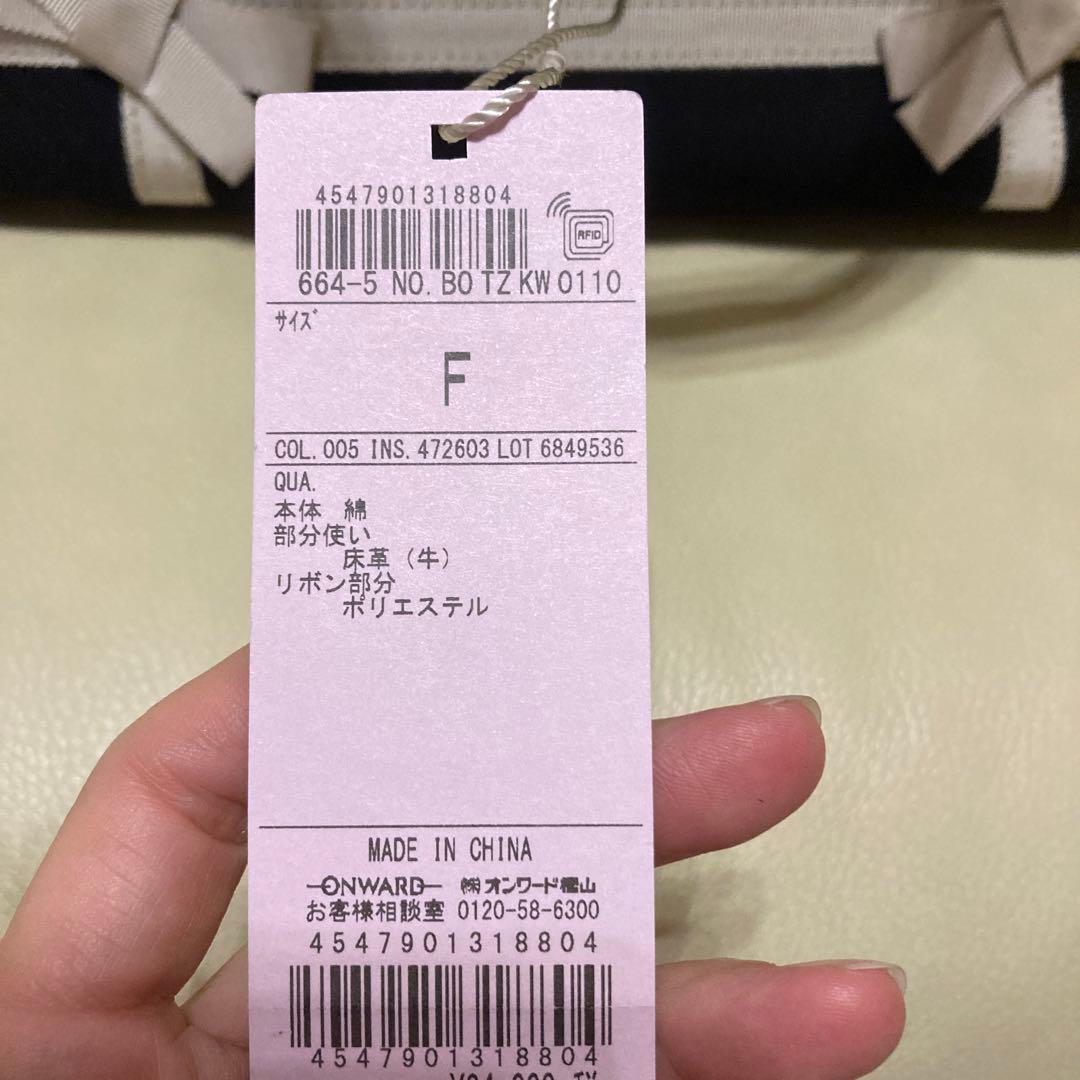 4547901318804
RFID
664-5 NO. BO TZ KW 0110
サイズ
F
COL. 005 INS. 472603 LOT 6849536
QUA.
本体 綿
部分使い
床革（牛）
リボン部分
ポリエステル
MADE IN CHINA
ONWARD ㈱オンワード樫山
お客様相談室 0120-58-6300
4547901318804
4547901318804